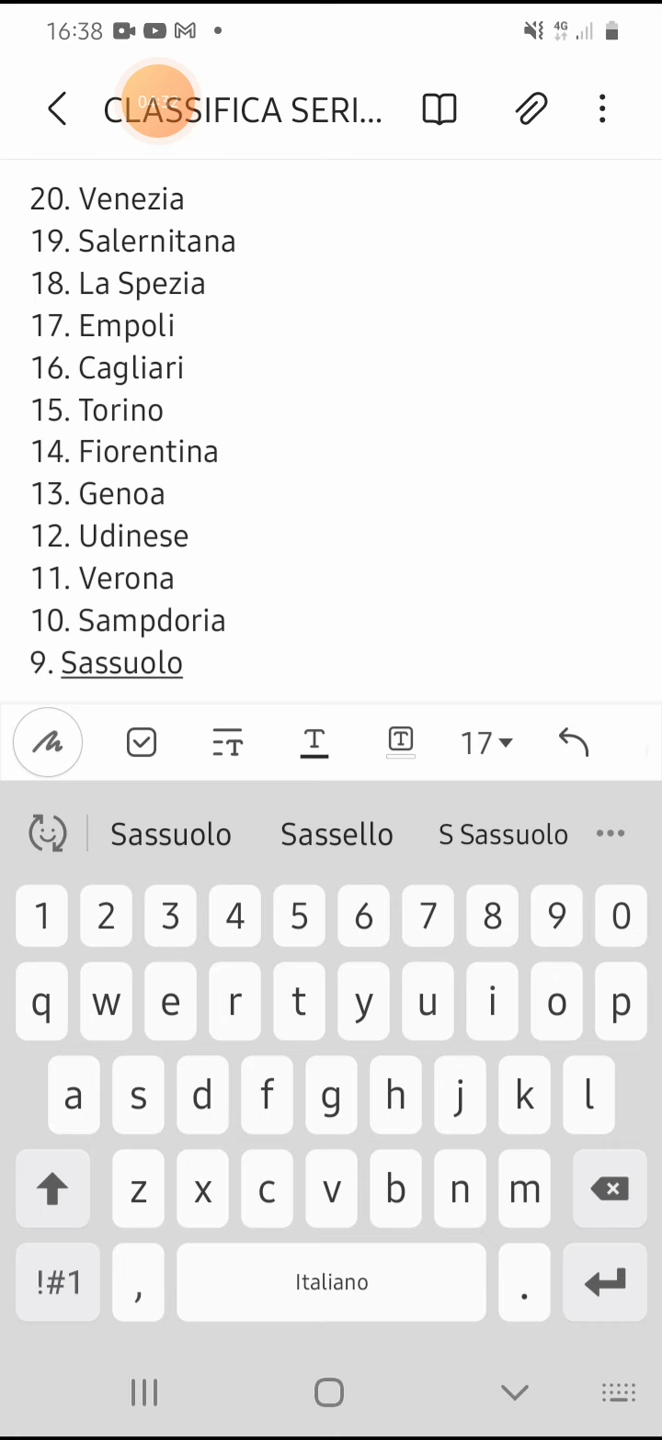 16:38 4G
CLASSIFICA SERI...
20. Venezia
19. Salernitana
18. La Spezia
17. Empoli
16. Cagliari
15. Torino
14. Fiorentina
13. Genoa
12. Udinese
11. Verona
10. Sampdoria
9. Sassuolo
T T T 17
Sassuolo Sassello S Sassuolo
1 2 3 4 5 6 7 8 9 0
q w e r t y u i o p
a s d f g h j k l
z x c v b n m
!#1 , Italiano .